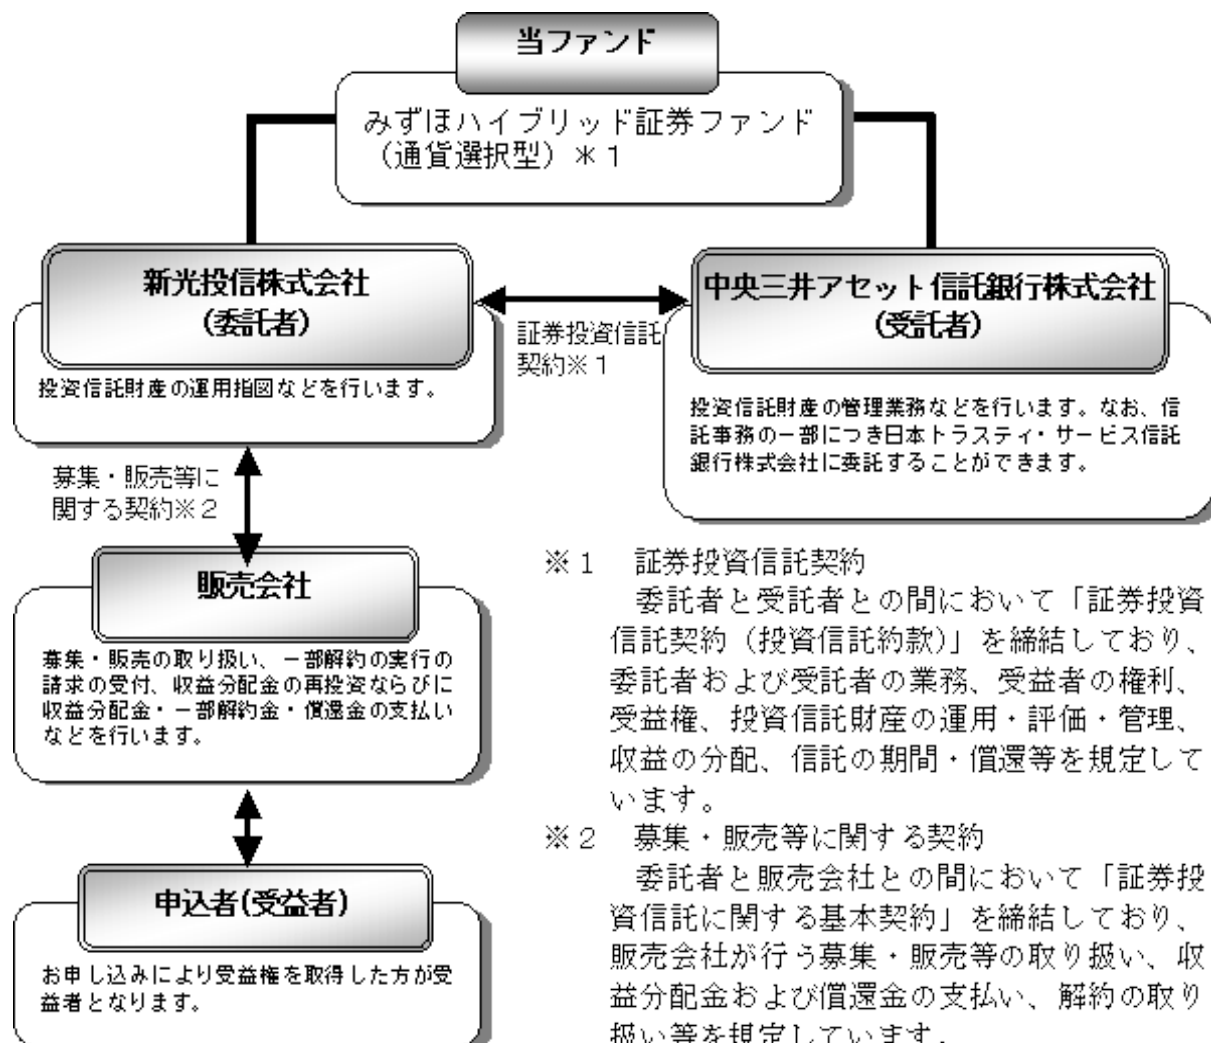 当ファンド
みずほハイブリッド証券ファンド
（通貨選択型）＊１
新光投信株式会社
（委託者）
投資信託財産の運用指図などを行います。
証券投資信託
契約※１
中央三井アセット信託銀行株式会社
（受託者）
投資信託財産の管理業務などを行います。なお、信
託事務の一部につき日本トラスティ・サービス信託
銀行株式会社に委託することができます。
募集・販売等に
関する契約※２
販売会社
募集・販売の取り扱い、一部解約の実行の
請求の受付、収益分配金の再投資ならびに
収益分配金・一部解約金・償還金の支払い
などを行います。
申込者(受益者)
お申し込みにより受益権を取得した方が受
益者となります。
※１　証券投資信託契約
委託者と受託者との間において「証券投資
信託契約（投資信託約款）」を締結しており、
委託者および受託者の業務、受益者の権利、
受益権、投資信託財産の運用・評価・管理、
収益の分配、信託の期間・償還等を規定して
います。
※２　募集・販売等に関する契約
委託者と販売会社との間において「証券投
資信託に関する基本契約」を締結しており、
販売会社が行う募集・販売等の取り扱い、収
益分配金および償還金の支払い、解約の取り
扱い等を規定しています。